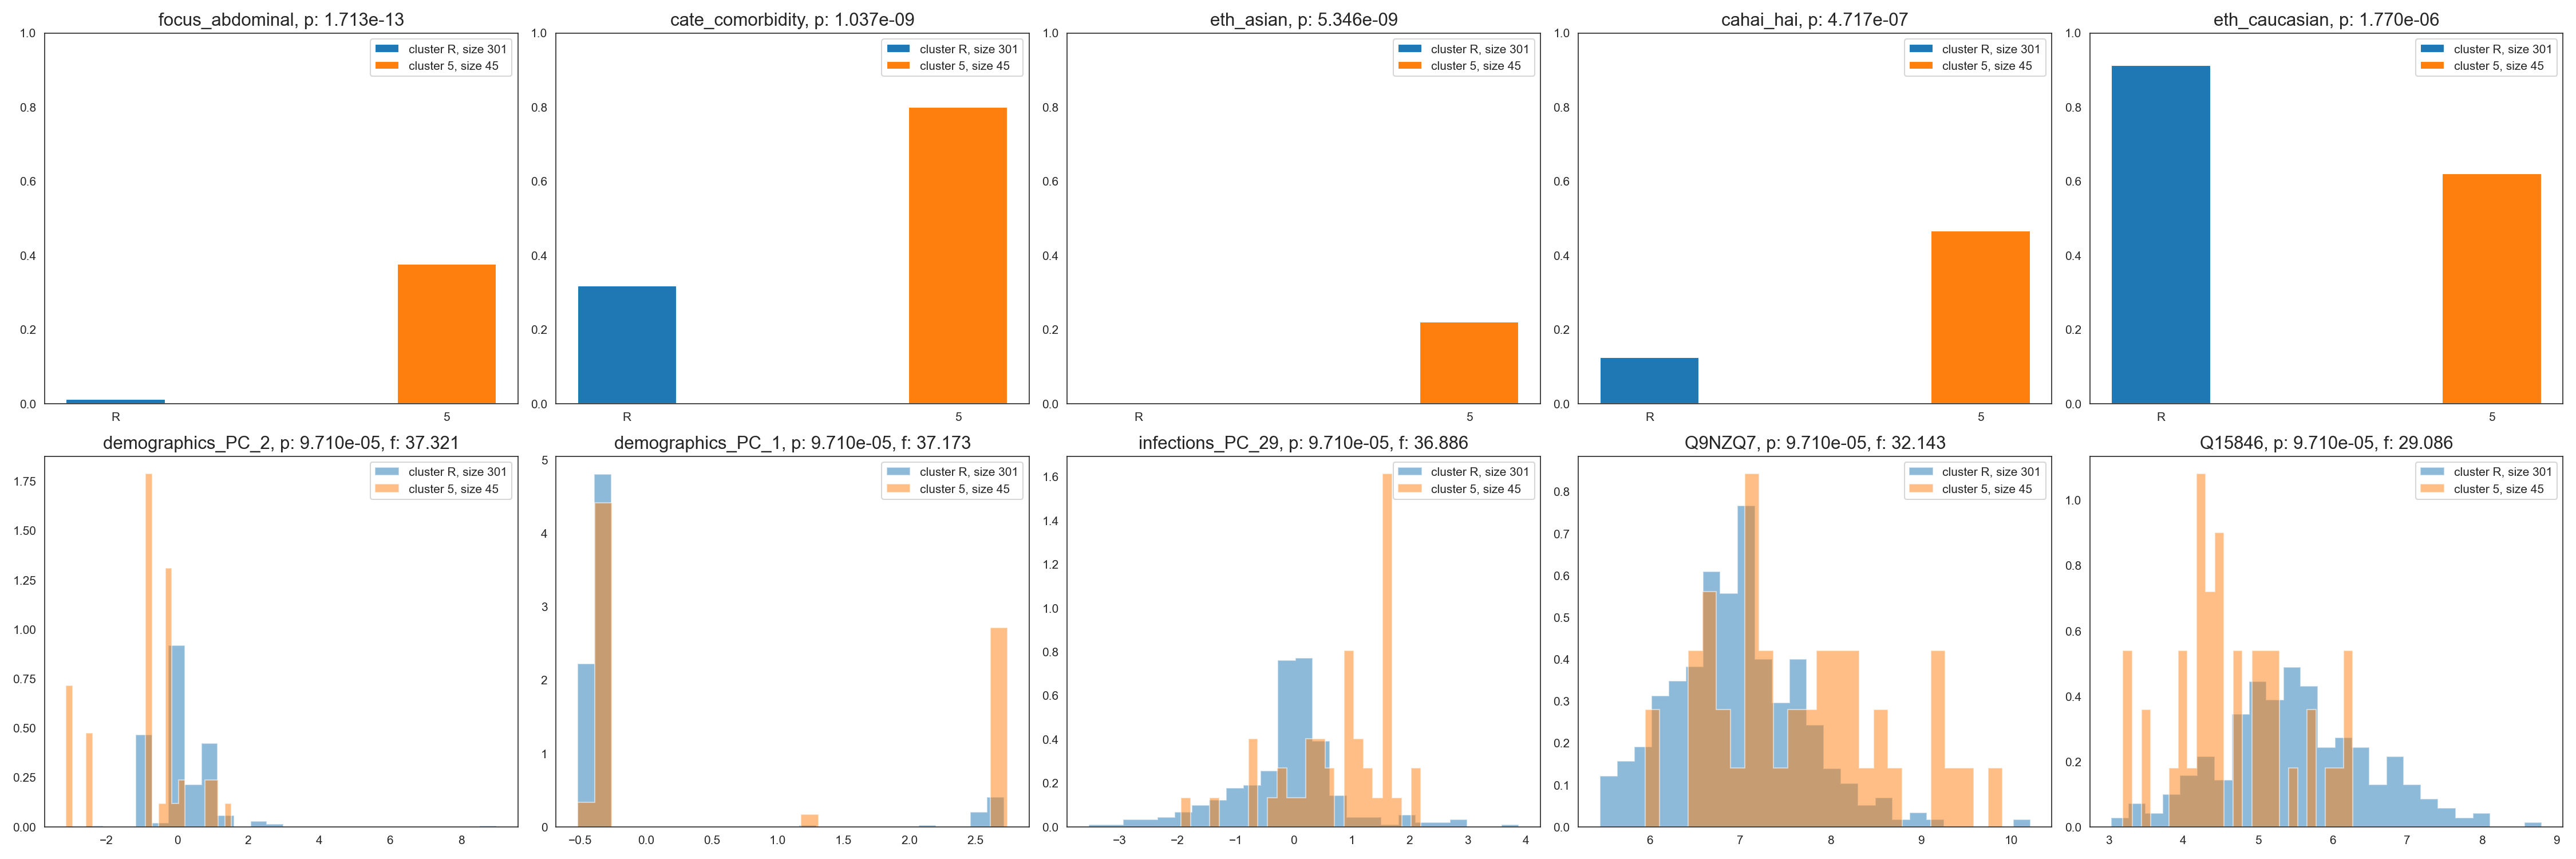 focus_abdominal, p: 1.713e-13
cluster R, size 301
cluster 5, size 45
1.0
0.8
0.6
0.4
0.2
0.0
R
5
cate_comorbidity, p: 1.037e-09
cluster R, size 301
cluster 5, size 45
1.0
0.8
0.6
0.4
0.2
0.0
R
5
eth_asian, p: 5.346e-09
cluster R, size 301
cluster 5, size 45
1.0
0.8
0.6
0.4
0.2
0.0
R
5
cahai_hai, p: 4.717e-07
cluster R, size 301
cluster 5, size 45
1.0
0.8
0.6
0.4
0.2
0.0
R
5
eth_caucasian, p: 1.770e-06
cluster R, size 301
cluster 5, size 45
1.0
0.8
0.6
0.4
0.2
0.0
R
5
demographics_PC_2, p: 9.710e-05, f: 37.321
cluster R, size 301
cluster 5, size 45
1.75
1.50
1.25
1.00
0.75
0.50
0.25
0.00
−2 0 2 4 6 8
demographics_PC_1, p: 9.710e-05, f: 37.173
cluster R, size 301
cluster 5, size 45
5
4
3
2
1
0
−0.5 0.0 0.5 1.0 1.5 2.0 2.5
infections_PC_29, p: 9.710e-05, f: 36.886
cluster R, size 301
cluster 5, size 45
1.6
1.4
1.2
1.0
0.8
0.6
0.4
0.2
0.0
−3 −2 −1 0 1 2 3 4
Q9NZQ7, p: 9.710e-05, f: 32.143
cluster R, size 301
cluster 5, size 45
0.8
0.7
0.6
0.5
0.4
0.3
0.2
0.1
0.0
6 7 8 9 10
Q15846, p: 9.710e-05, f: 29.086
cluster R, size 301
cluster 5, size 45
1.0
0.8
0.6
0.4
0.2
0.0
3 4 5 6 7 8 9